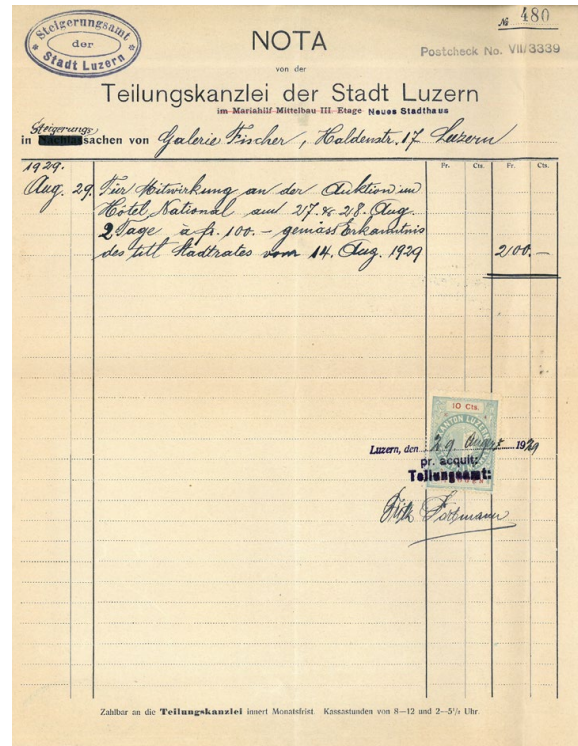 Steigerungsamt
der
Stadt Luzern
№ 480
NOTA
Postcheck No. VII/3339
von der
Teilungskanzlei der Stadt Luzern
im Mariahilf Mittelbau III. Etage Neues Stadthaus
Steigerungs
in Nachlasssachen von Galerie Fischer, Haldenstr. 17 Luzern
1929.
Fr. Cts. Fr. Cts.
Aug. 29. Für Mitwirkung an der Auktion im
Hotel National am 27. & 28. Aug.
2 Tage à fr. 100.- gemäss Erkanntnis
des titl Stadtrates vom 14. Aug. 1929 200.-
10 Cts.
KANTON LUZERN
Luzern, den 29 August 1929
pr. acquit:
Teilungsamt:
Zahlbar an die Teilungskanzlei innert Monatsfrist. Kassastunden von 8-12 und 2-5½ Uhr.